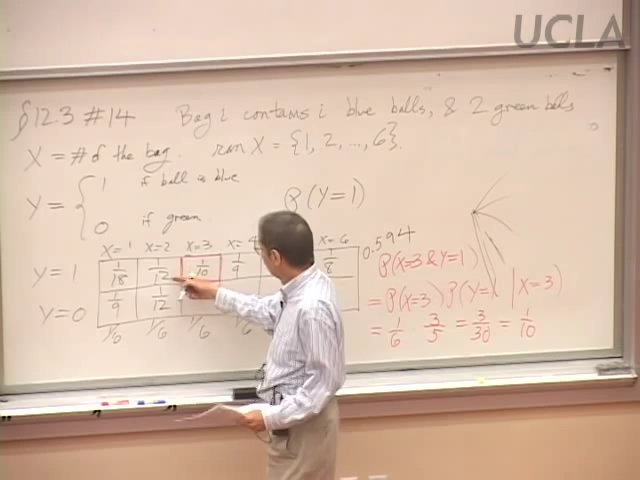 UCLA
§12.3 #14 Bag i contains i blue balls, & 2 green balls
X = # of the bag. ran X = {1, 2, ..., 6}.
Y = { 1 if ball is blue
0 if green
P(Y=1)
X=1 X=2 X=3 X=4 X=6
Y=1 1/18 1/12 1/10 1/9 1/8 0.594
Y=0 1/9 1/12
1/6 1/6 1/6 1/6
P(X=3 & Y=1)
= P(X=3) P(Y=1 | X=3)
= 1/6 3/5 = 3/30 = 1/10